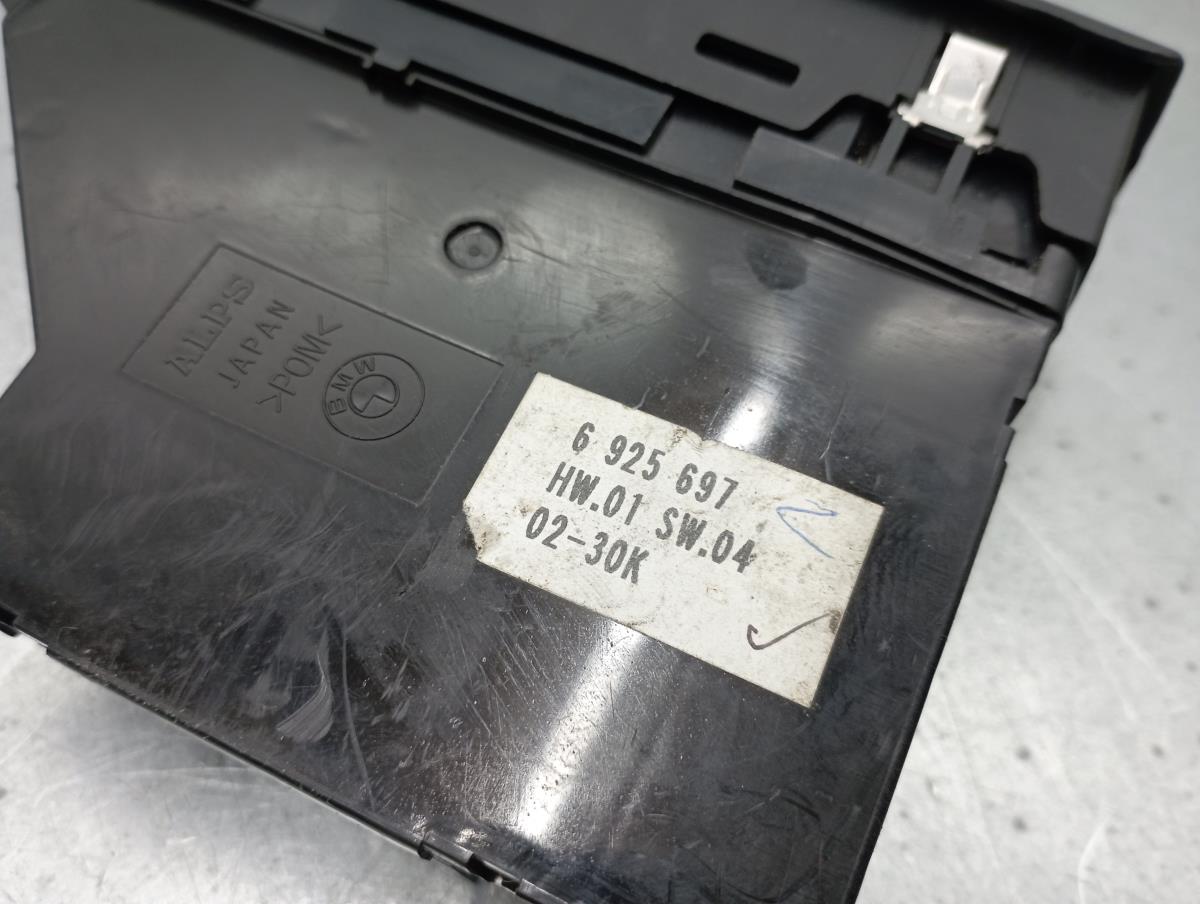 ALPS
JAPAN
>POM<
BMW
6 925 697
HW.01 SW.04
02-30K